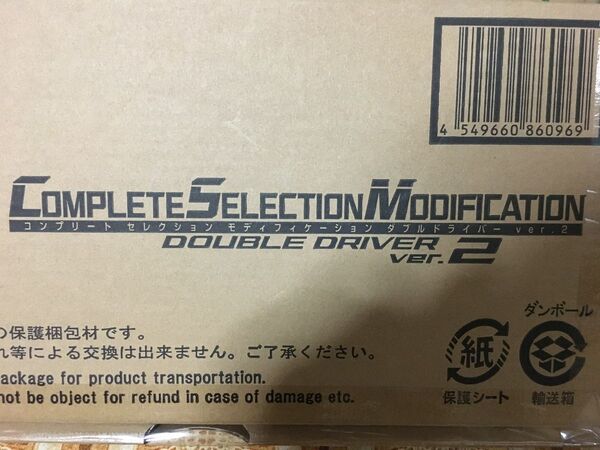 4 549660 860969
COMPLETE SELECTION MODIFICATION
コンプリート セレクション モディフィケーション ダブルドライバー ver.2
DOUBLE DRIVER
ver.2
の保護梱包材です。
れ等による交換は出来ません。ご了承ください。
ackage for product transportation.
not be object for refund in case of damage etc.
紙
保護シート
ダンボール
輸送箱